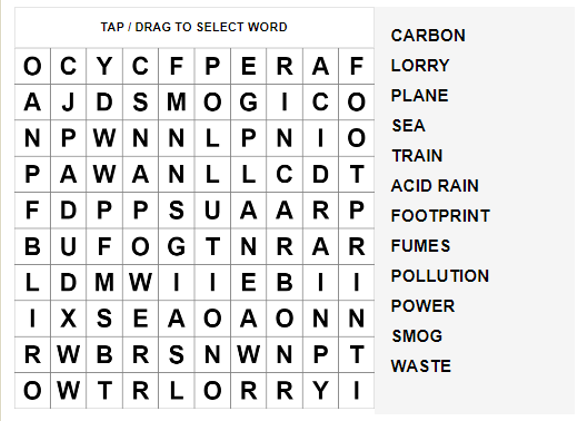 TAP / DRAG TO SELECT WORD
O C Y C F P E R A F
A J D S M O G I C O
N P W N N L P N I O
P A W A N L L C D T
F D P P S U A A R P
B U F O G T N R A R
L D M W I I E B I I
I X S E A O A O N N
R W B R S N W N P T
O W T R L O R R Y I
CARBON
LORRY
PLANE
SEA
TRAIN
ACID RAIN
FOOTPRINT
FUMES
POLLUTION
POWER
SMOG
WASTE